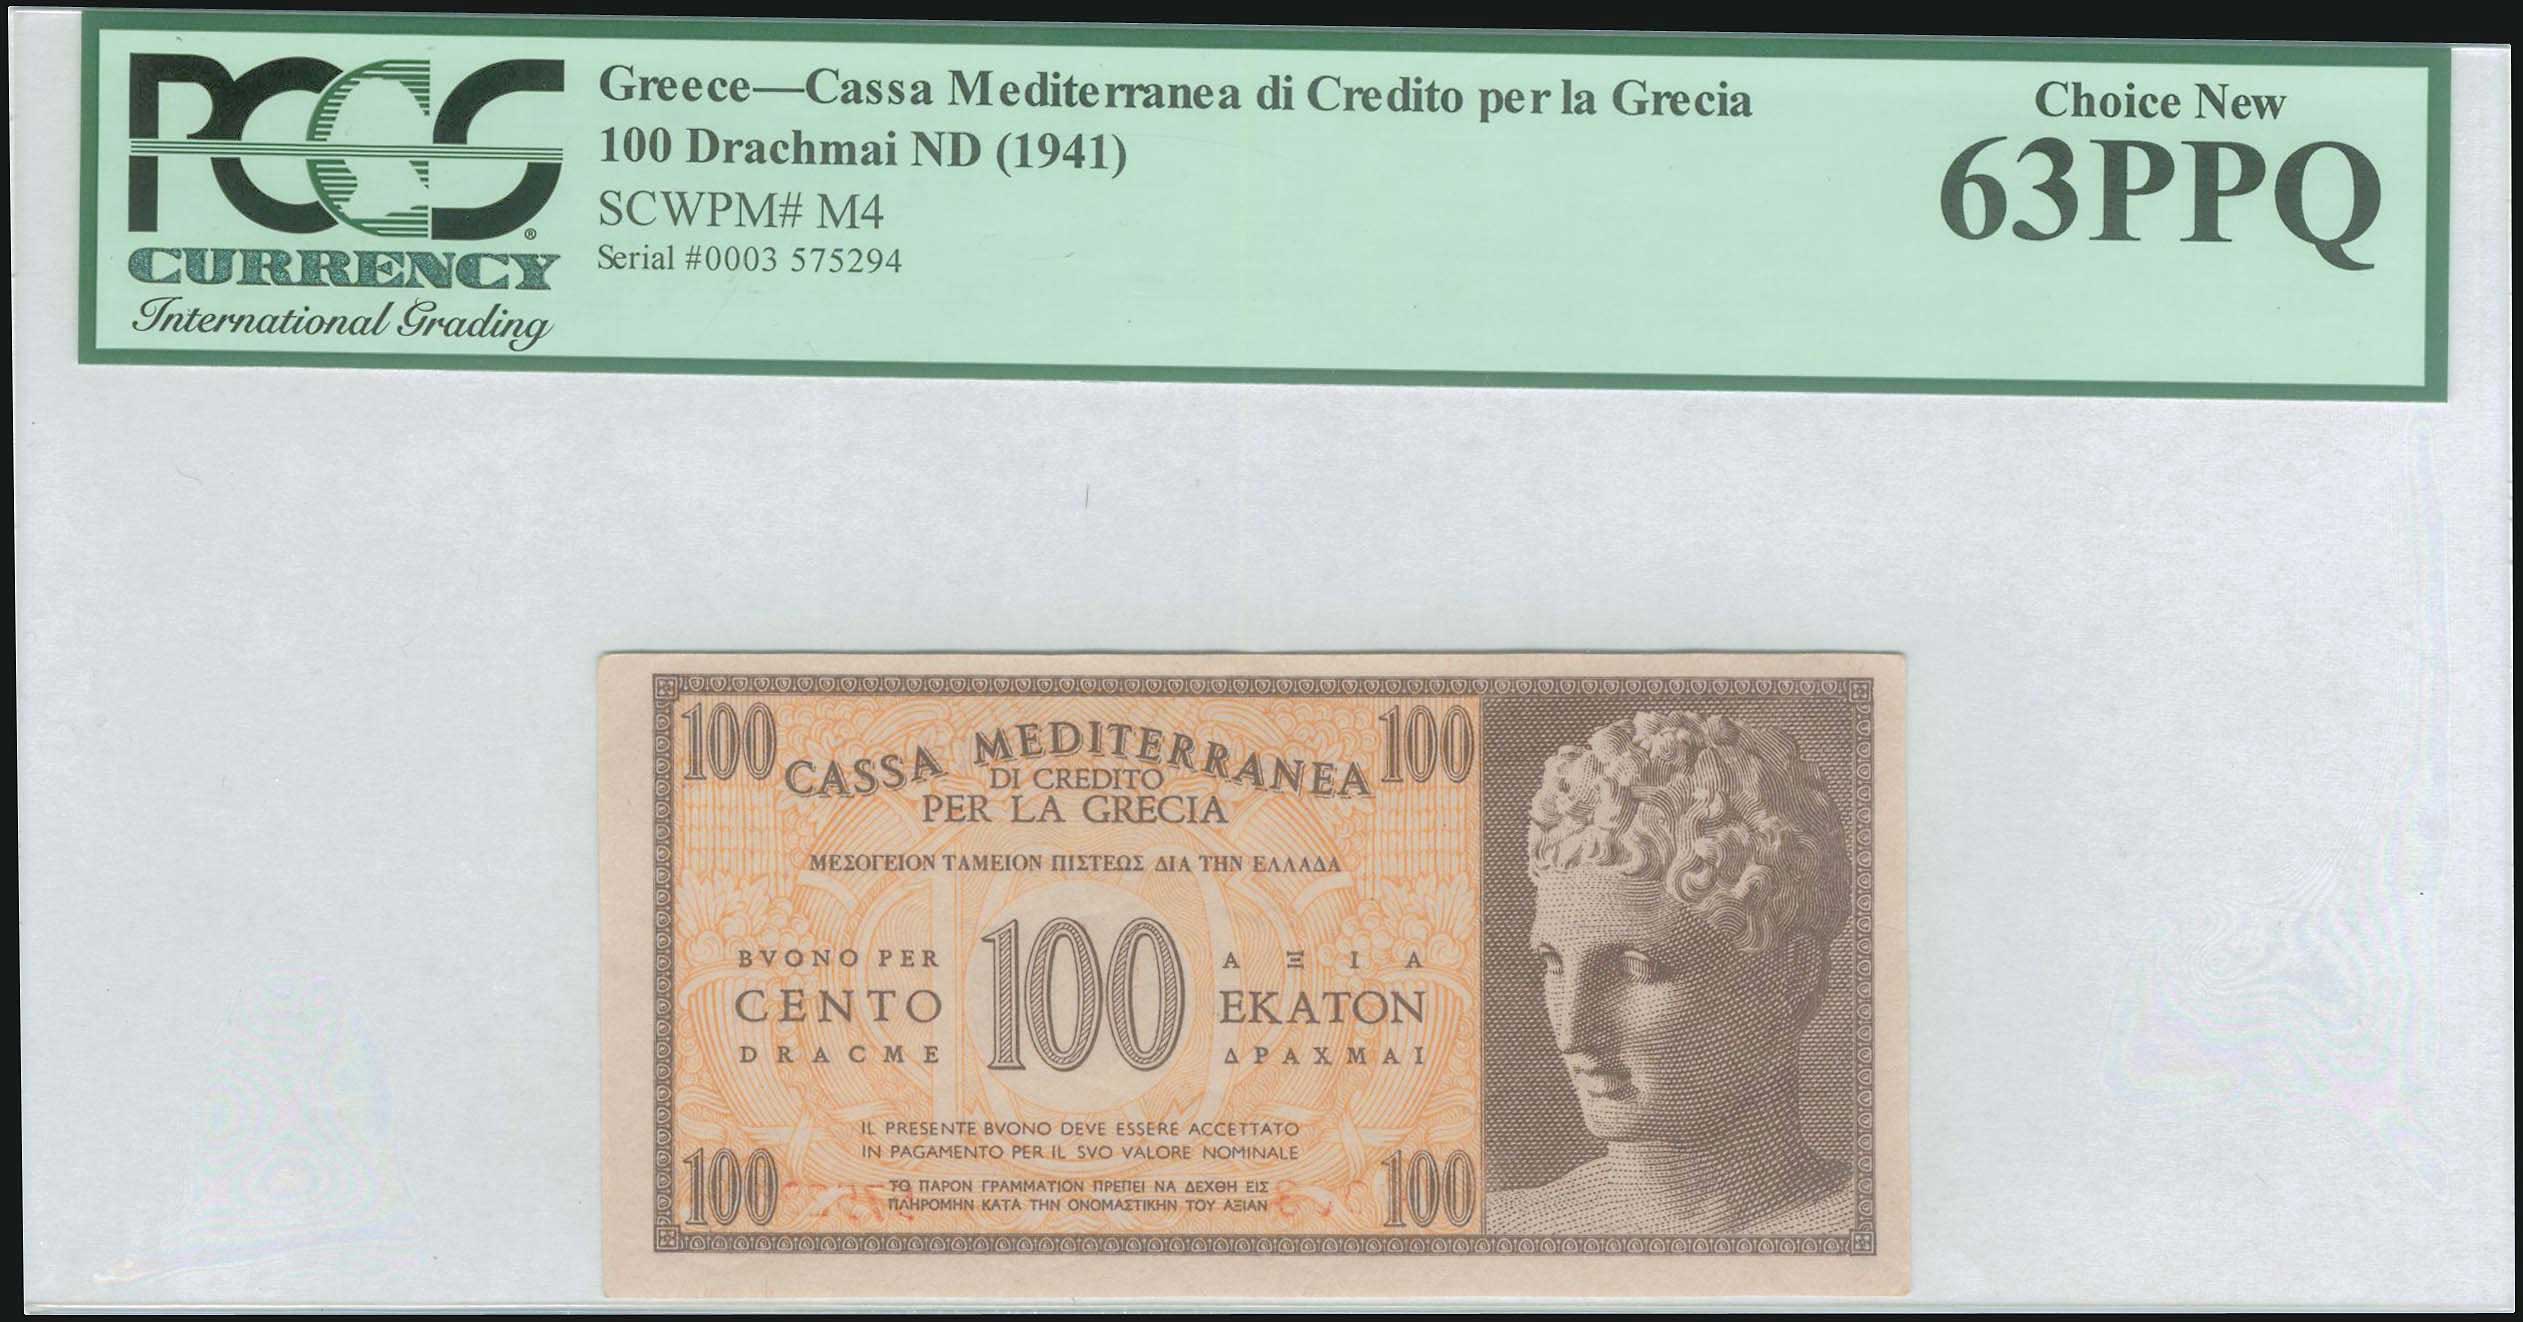 PCGS®
CURRENCY
International Grading
Greece—Cassa Mediterranea di Credito per la Grecia
100 Drachmai ND (1941)
SCWPM# M4
Serial #0003 575294
Choice New
63PPQ
100 100
CASSA MEDITERRANEA
DI CREDITO
PER LA GRECIA
ΜΕΣΟΓΕΙΟΝ ΤΑΜΕΙΟΝ ΠΙΣΤΕΩΣ ΔΙΑ ΤΗΝ ΕΛΛΑΔΑ
BVONO PER
CENTO
DRACME
100
ΑΞΙΑ
ΕΚΑΤΟΝ
ΔΡΑΧΜΑΙ
IL PRESENTE BVONO DEVE ESSERE ACCETTATO
IN PAGAMENTO PER IL SVO VALORE NOMINALE
ΤΟ ΠΑΡΟΝ ΓΡΑΜΜΑΤΙΟΝ ΠΡΕΠΕΙ ΝΑ ΔΕΧΘΗ ΕΙΣ
ΠΛΗΡΟΜΗΝ ΚΑΤΑ ΤΗΝ ΟΝΟΜΑΣΤΙΚΗΝ ΤΟΥ ΑΞΙΑΝ
100 100